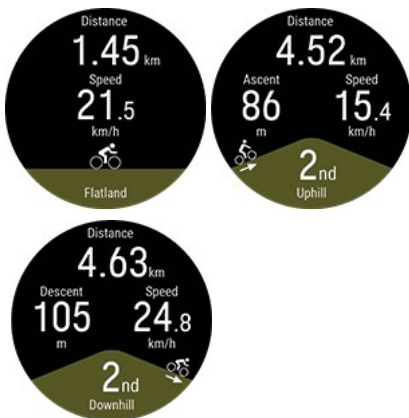 Distance
1.45 km
Speed
21.5
km/h
Flatland
Distance
4.52 km
Ascent Speed
86 15.4
m km/h
2nd
Uphill
Distance
4.63 km
Descent Speed
105 24.8
m km/h
2nd
Downhill